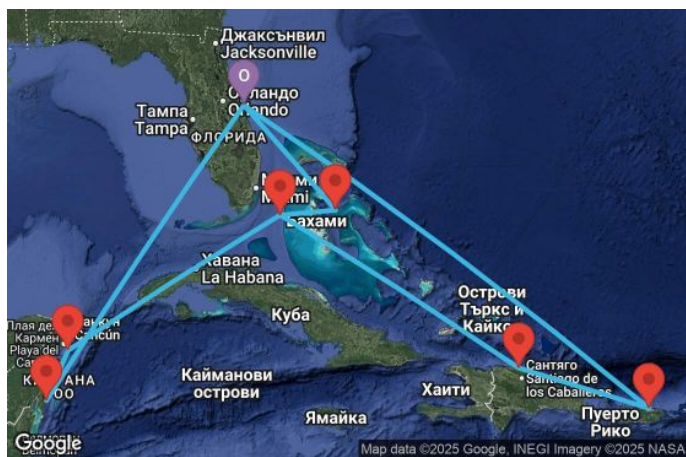 Джаксънвил
Jacksonville
O
Орландо
Orlando
Тампа
Tampa
ФЛОРИДА
Miami
Бахами
Хавана
La Habana
Куба
Острови
Търкс и
Кайкос
Плая дел
Кармен
Playa del
Cancún
Кайманови
острови
Ямайка
Хаити
Сантяго
Santiago de
los Caballeros
Пуерто
Рико
Google
Map data ©2025 Google, INEGI Imagery ©2025 NASA